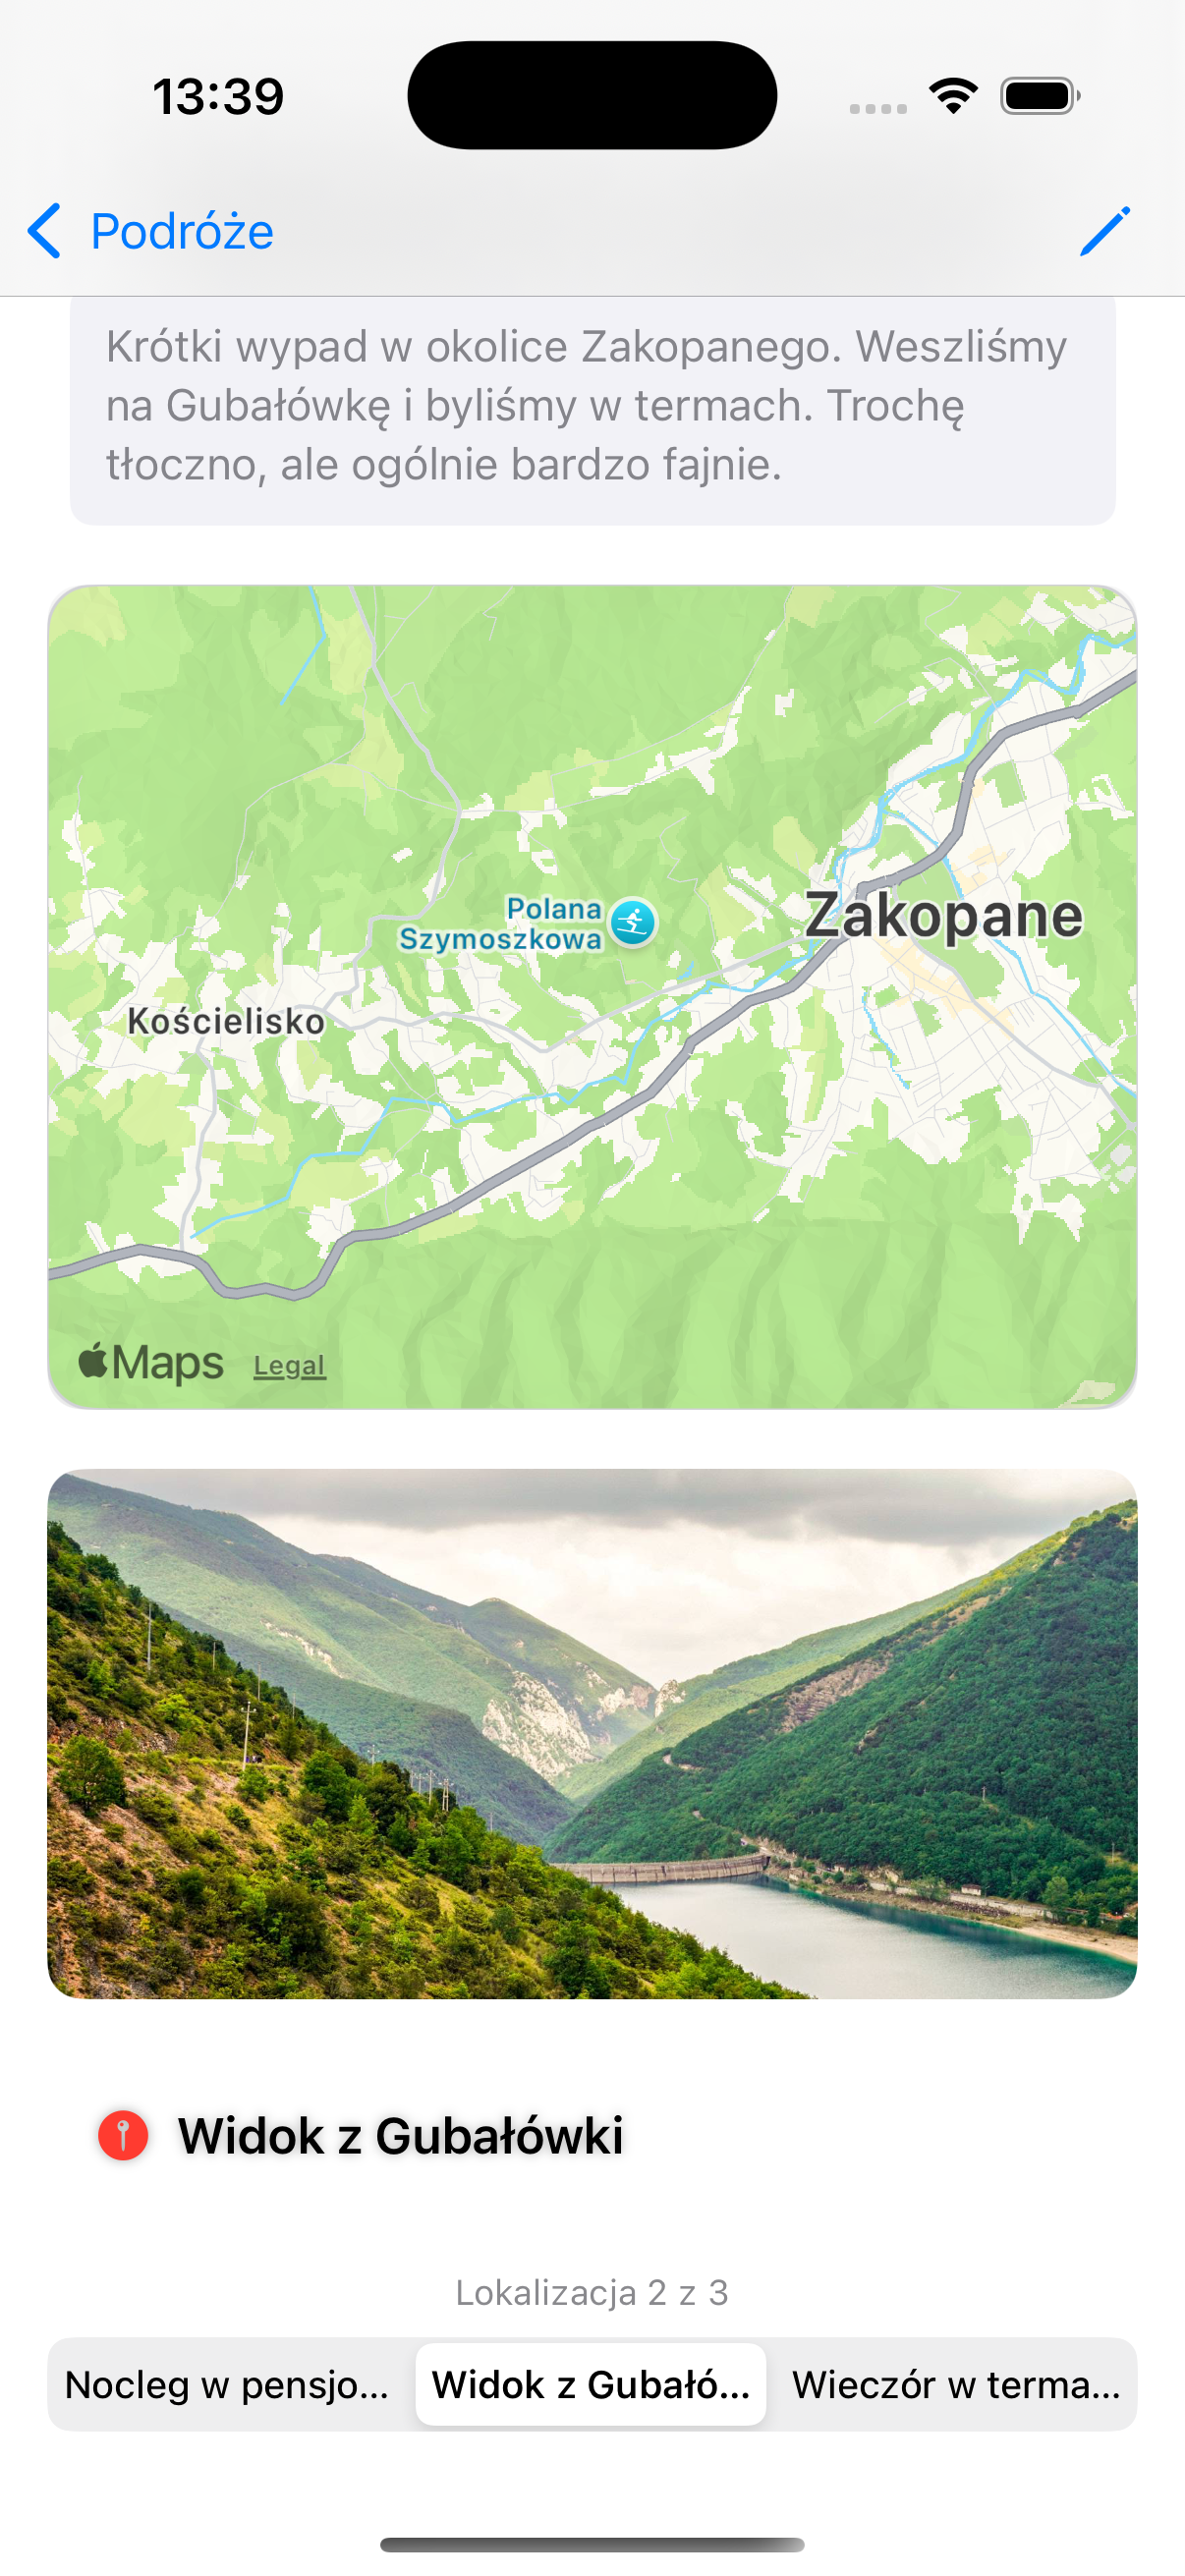 13:39
Podróże
Krótki wypad w okolice Zakopanego. Weszliśmy
na Gubałówkę i byliśmy w termach. Trochę
tłoczno, ale ogólnie bardzo fajnie.
Polana
Szymoszkowa
Zakopane
Kościelisko
Maps Legal
Widok z Gubałówki
Lokalizacja 2 z 3
Nocleg w pensjo... Widok z Gubałó... Wieczór w terma...